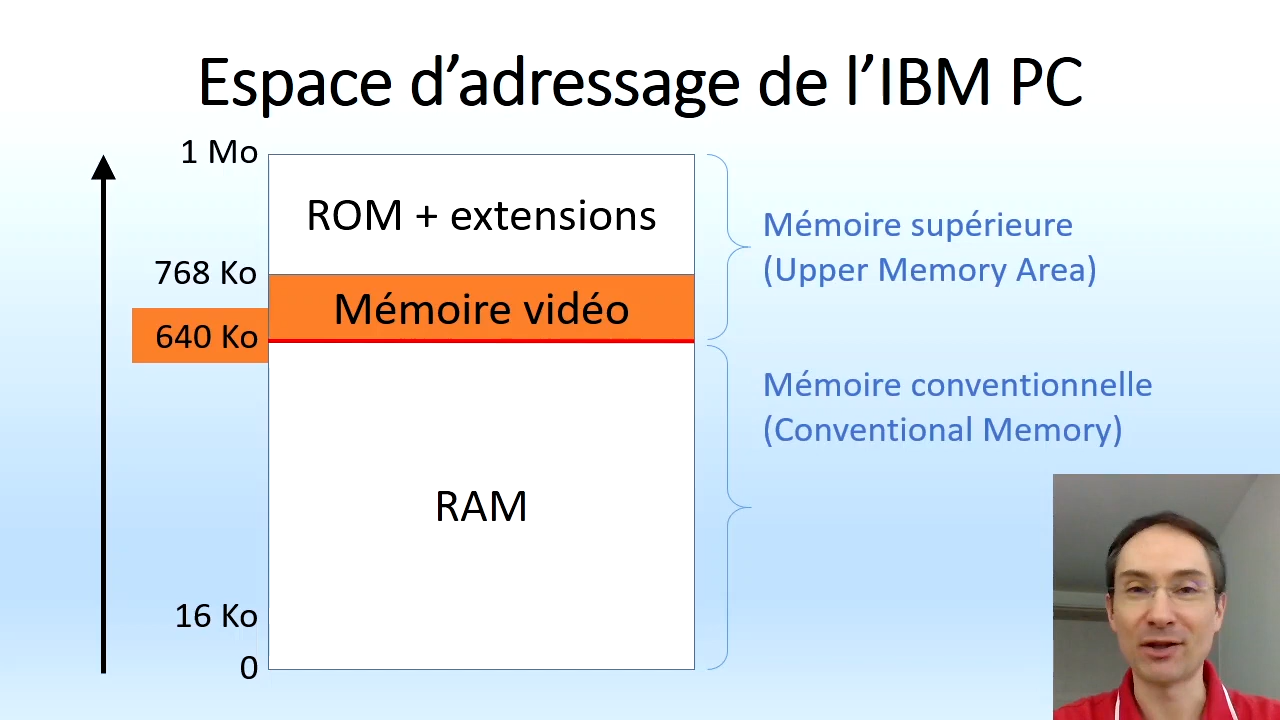 Espace d’adressage de l’IBM PC
1 Mo
ROM + extensions
Mémoire supérieure
(Upper Memory Area)
768 Ko
Mémoire vidéo
640 Ko
Mémoire conventionnelle
(Conventional Memory)
RAM
16 Ko
0